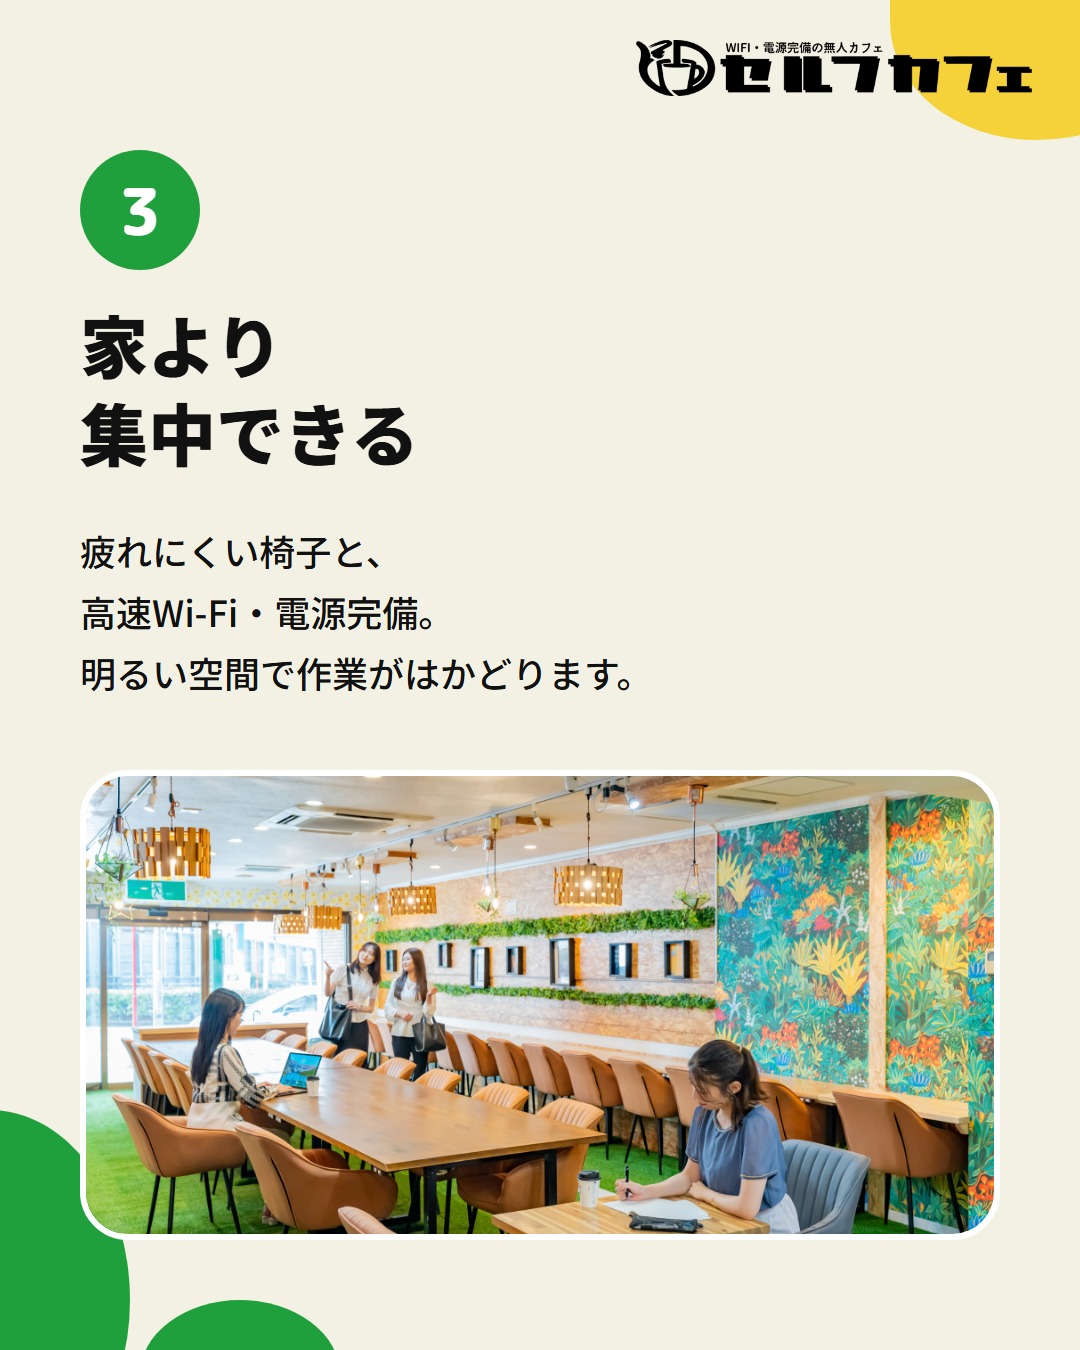 WIFI・電源完備の無人カフェ
セルフカフェ
3
家より
集中できる
疲れにくい椅子と、
高速Wi-Fi・電源完備。
明るい空間で作業がはかどります。